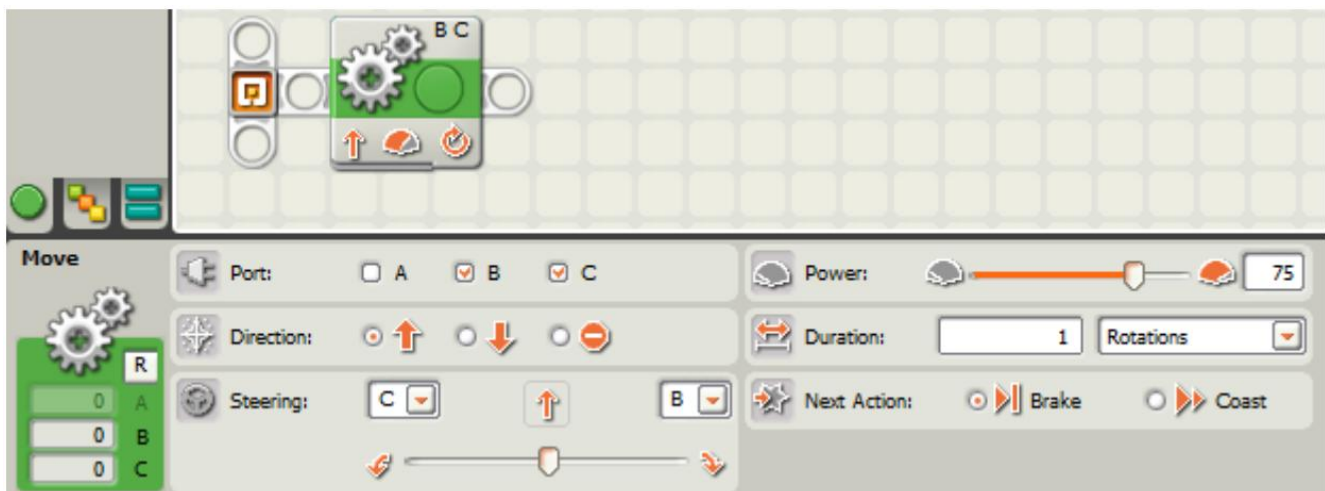 B C
Move
R
0 A
0 B
0 C
Port: A B C
Direction:
Steering: C B
Power: 75
Duration: 1 Rotations
Next Action: Brake Coast